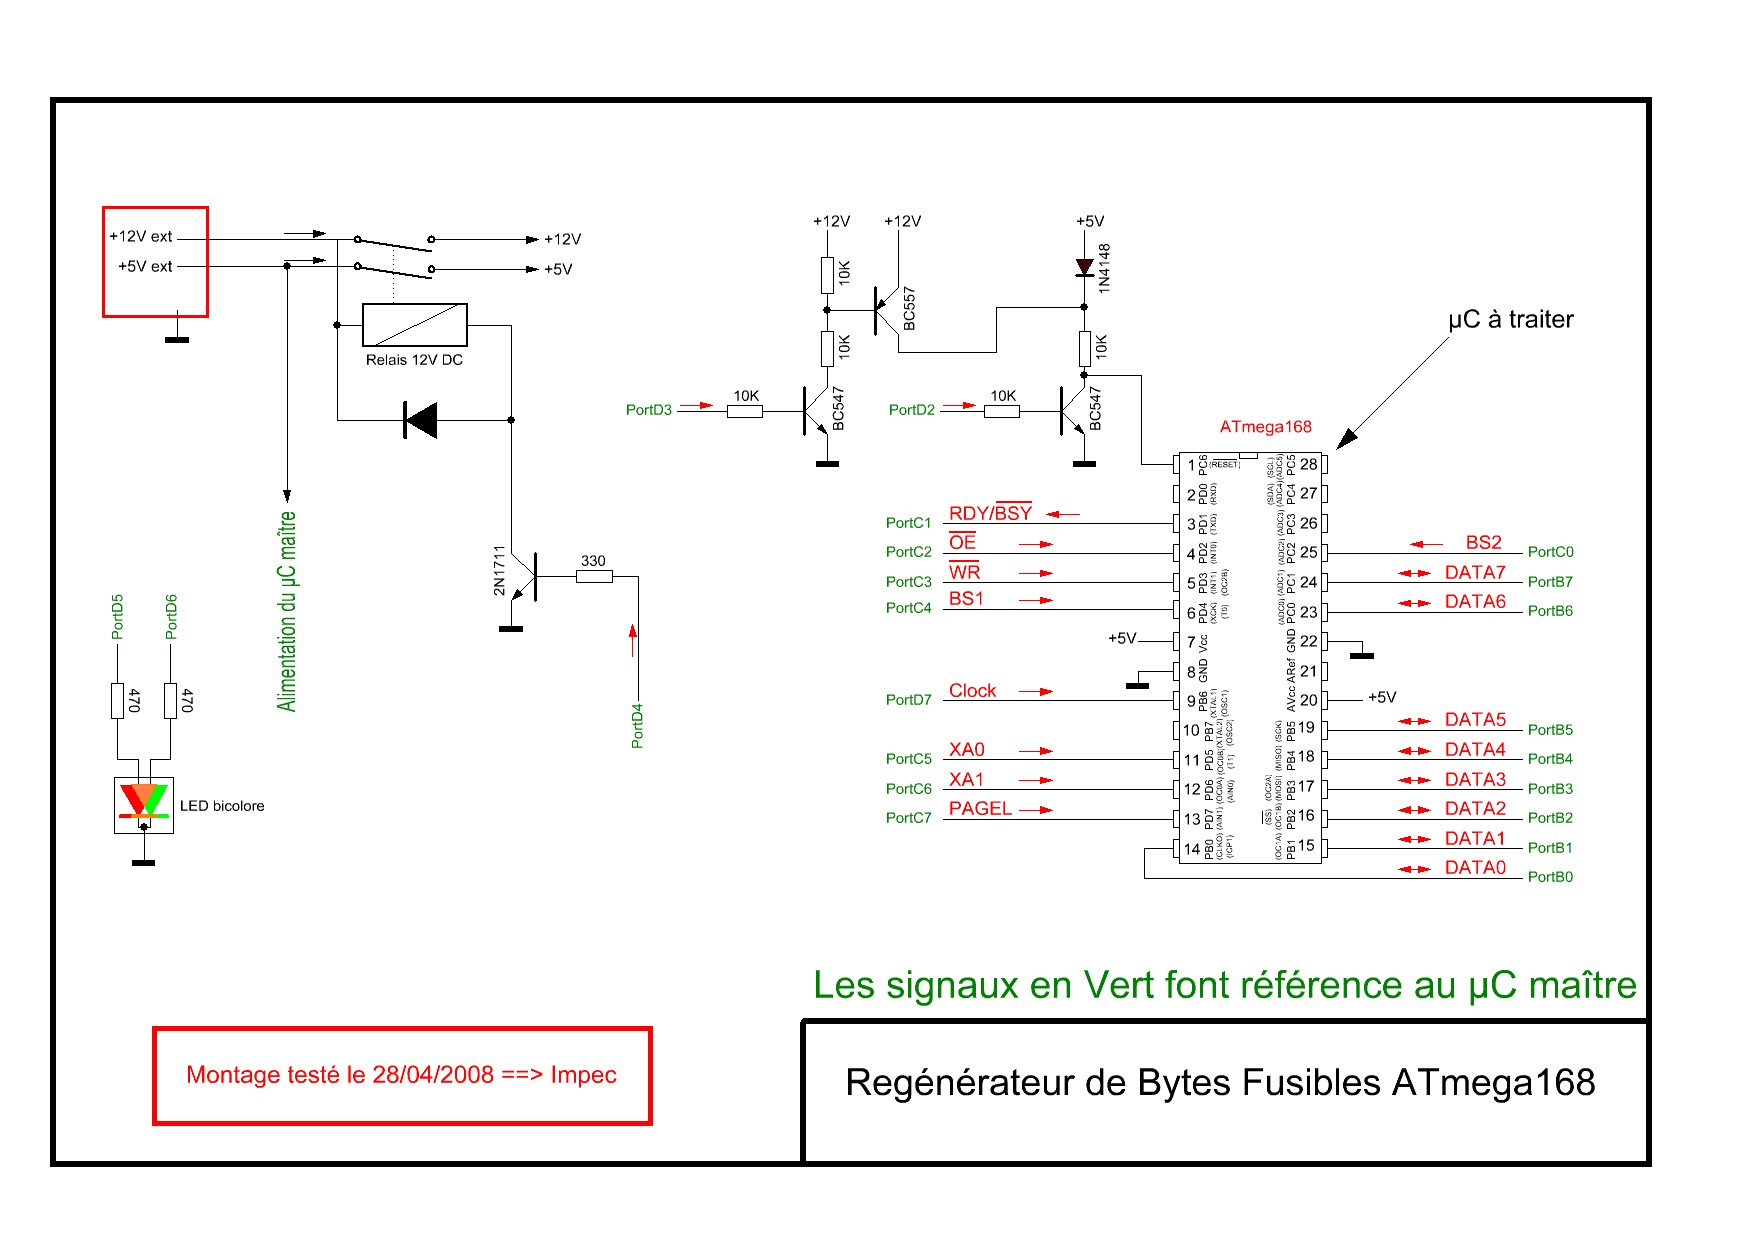 +12V ext
+5V ext
+12V
+5V
Relais 12V DC
Alimentation du µC maître
2N1711
330
PortD4
PortD5
PortD6
470
470
LED bicolore
+12V
+12V
+5V
10K
BC557
1N4148
10K
10K
PortD3
10K
BC547
PortD2
10K
BC547
µC à traiter
ATmega168
1 PC6 (RESET)
2 PD0 (RXD)
3 PD1 (TXD)
4 PD2 (INT0)
5 PD3 (INT1) (OC2B)
6 PD4 (XCK) (T0)
7 Vcc
8 GND
9 PB6 (XTAL1) (OSC1)
10 PB7 (XTAL2) (OSC2)
11 PD5 (OC0B) (T1)
12 PD6 (OC0A) (AIN0)
13 PD7 (AIN1)
14 PB0 (CLKO) (ICP1)
28 PC5 (ADC5) (SCL)
27 PC4 (ADC4) (SDA)
26 PC3 (ADC3)
25 PC2 (ADC2)
24 PC1 (ADC1)
23 PC0 (ADC0)
22 GND
21 ARef
20 AVcc
19 PB5 (SCK)
18 PB4 (MISO)
17 PB3 (MOSI) (OC2A)
16 PB2 (OC1B) (SS)
15 PB1 (OC1A)
PortC1 RDY/BSY
PortC2 OE
PortC3 WR
PortC4 BS1
+5V
PortD7 Clock
PortC5 XA0
PortC6 XA1
PortC7 PAGEL
BS2 PortC0
DATA7 PortB7
DATA6 PortB6
+5V
DATA5 PortB5
DATA4 PortB4
DATA3 PortB3
DATA2 PortB2
DATA1 PortB1
DATA0 PortB0
Les signaux en Vert font référence au µC maître
Montage testé le 28/04/2008 ==> Impec
Regénérateur de Bytes Fusibles ATmega168